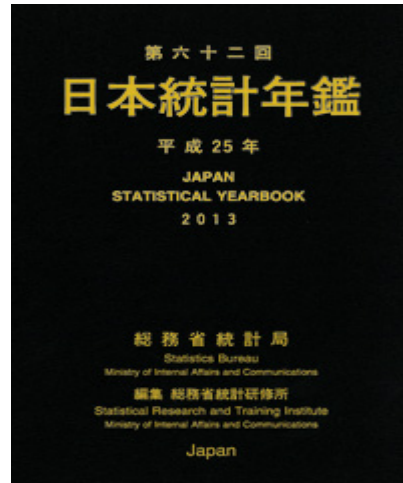 第六十二回
日本統計年鑑
平成25年
JAPAN
STATISTICAL YEARBOOK
2013
総務省統計局
Statistics Bureau
Ministry of Internal Affairs and Communications
編集 総務省統計研修所
Statistical Research and Training Institute
Ministry of Internal Affairs and Communications
Japan